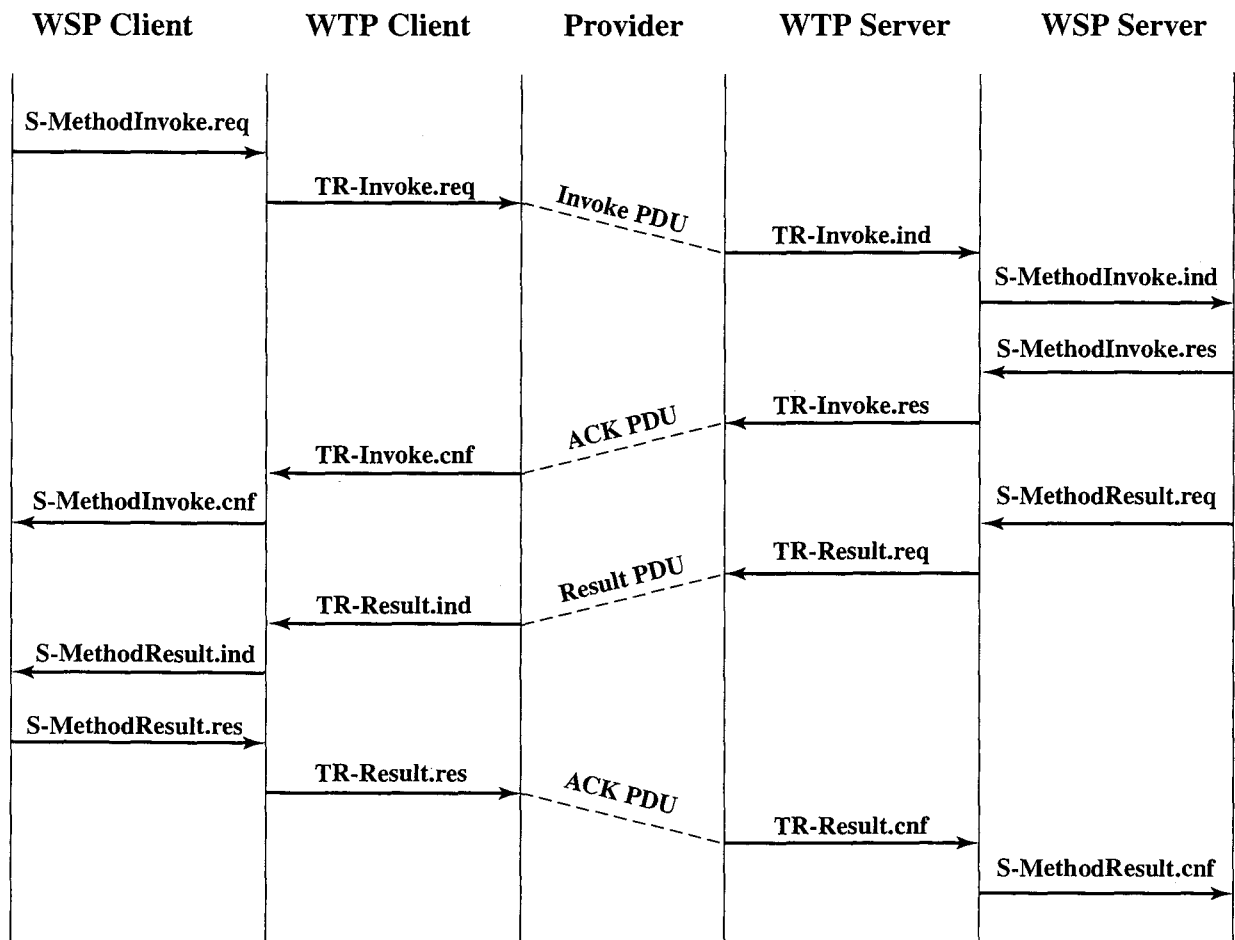 WSP Client
WTP Client
Provider
WTP Server
WSP Server
S-MethodInvoke.req
TR-Invoke.req
Invoke PDU
TR-Invoke.ind
S-MethodInvoke.ind
S-MethodInvoke.res
TR-Invoke.res
ACK PDU
TR-Invoke.cnf
S-MethodInvoke.cnf
S-MethodResult.req
TR-Result.req
Result PDU
TR-Result.ind
S-MethodResult.ind
S-MethodResult.res
TR-Result.res
ACK PDU
TR-Result.cnf
S-MethodResult.cnf